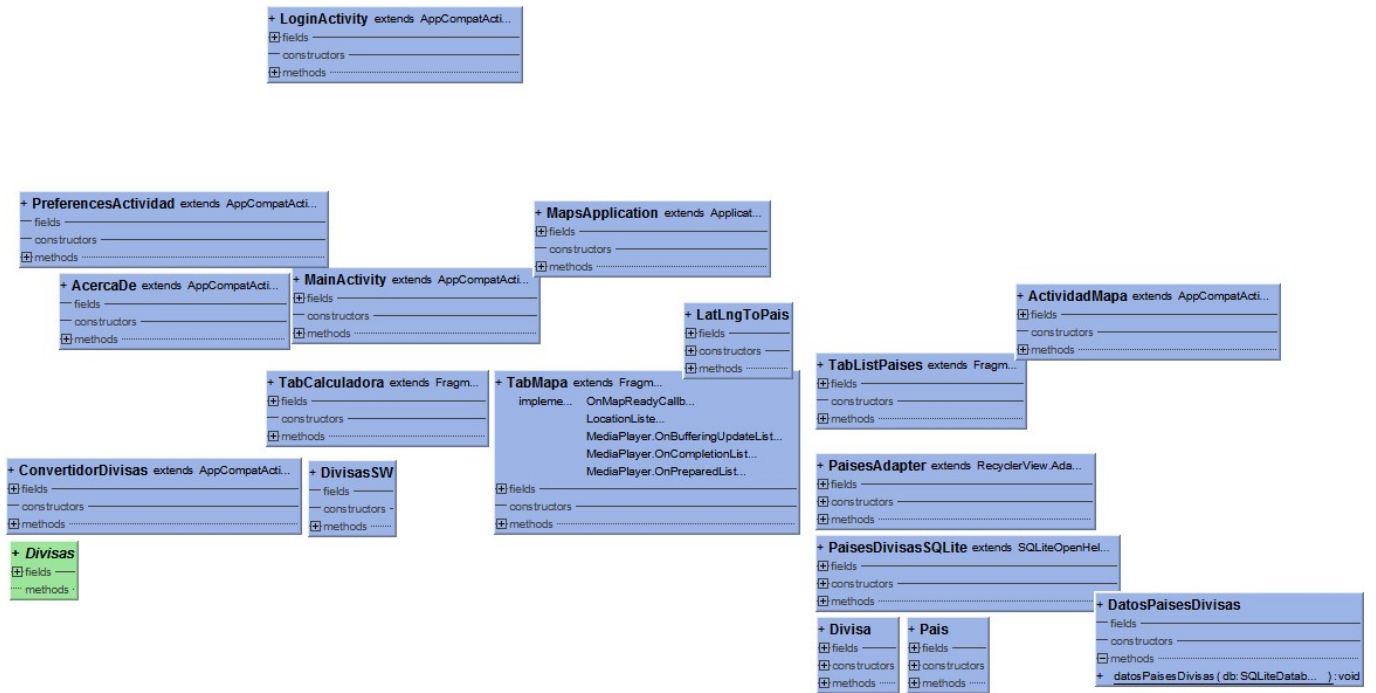 + LoginActivity extends AppCompatActi...
fields
constructors
methods
+ PreferencesActividad extends AppCompatActi...
fields
constructors
methods
+ MapsApplication extends Applicat...
fields
constructors
methods
+ AcercaDe extends AppCompatActi...
fields
constructors
methods
+ MainActivity extends AppCompatActi...
fields
constructors
methods
+ LatLngToPais
fields
constructors
methods
+ ActividadMapa extends AppCompatActi...
fields
constructors
methods
+ TabCalculadora extends Fragm...
fields
constructors
methods
+ TabMapa extends Fragm...
impleme... OnMapReadyCallb...
LocationListe...
MediaPlayer.OnBufferingUpdateList...
MediaPlayer.OnCompletionList...
MediaPlayer.OnPreparedList...
fields
constructors
methods
+ TabListPaises extends Fragm...
fields
constructors
methods
+ ConvertidorDivisas extends AppCompatActi...
fields
constructors
methods
+ DivisasSW
fields
constructors
methods
+ PaisesAdapter extends RecyclerView.Ada...
fields
constructors
methods
+ Divisas
fields
methods
+ PaisesDivisasSQLite extends SQLiteOpenHel...
fields
constructors
methods
+ Divisa
fields
constructors
methods
+ Pais
fields
constructors
methods
+ DatosPaisesDivisas
fields
constructors
methods
+ datosPaisesDivisas ( db:SQLiteDatab... ):void